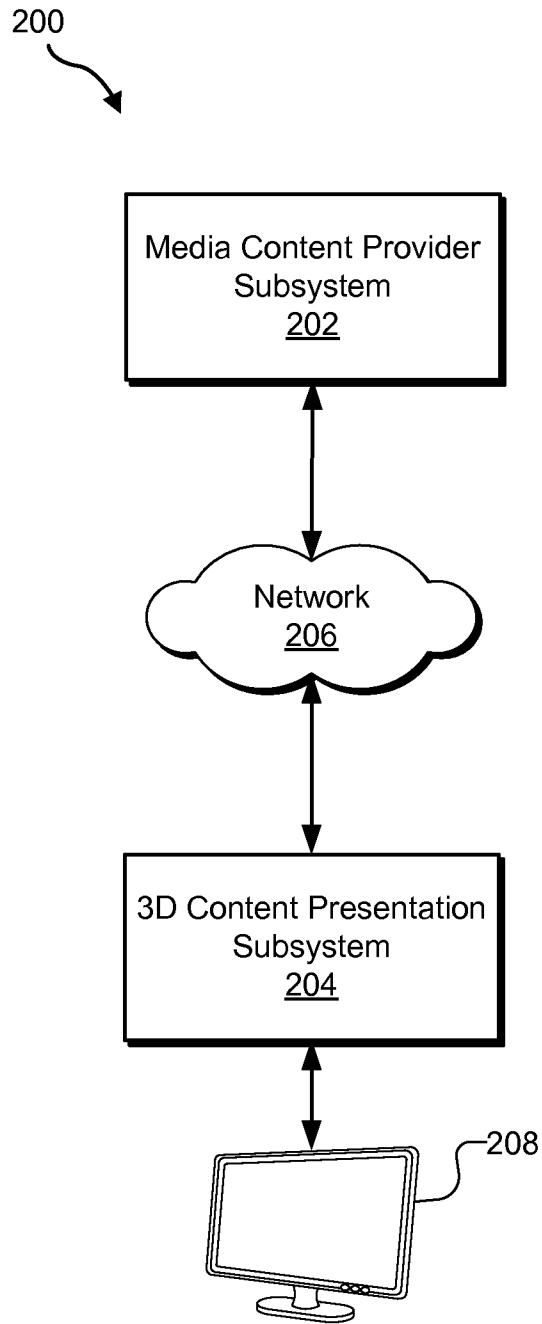 200
Media Content Provider
Subsystem
202
Network
206
3D Content Presentation
Subsystem
204
208